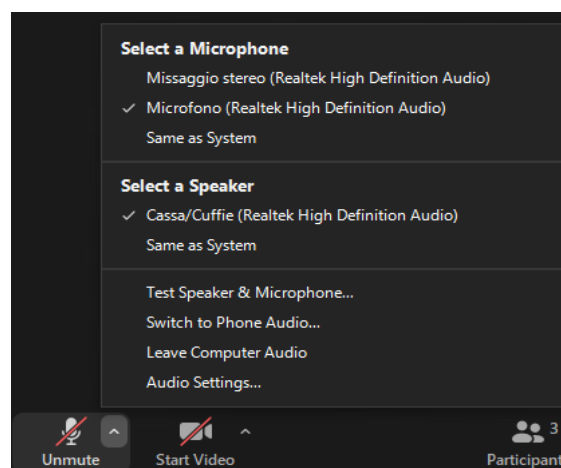 Select a Microphone
Missaggio stereo (Realtek High Definition Audio)
Microfono (Realtek High Definition Audio)
Same as System
Select a Speaker
Cassa/Cuffie (Realtek High Definition Audio)
Same as System
Test Speaker & Microphone...
Switch to Phone Audio...
Leave Computer Audio
Audio Settings...
3
Unmute Start Video Participant